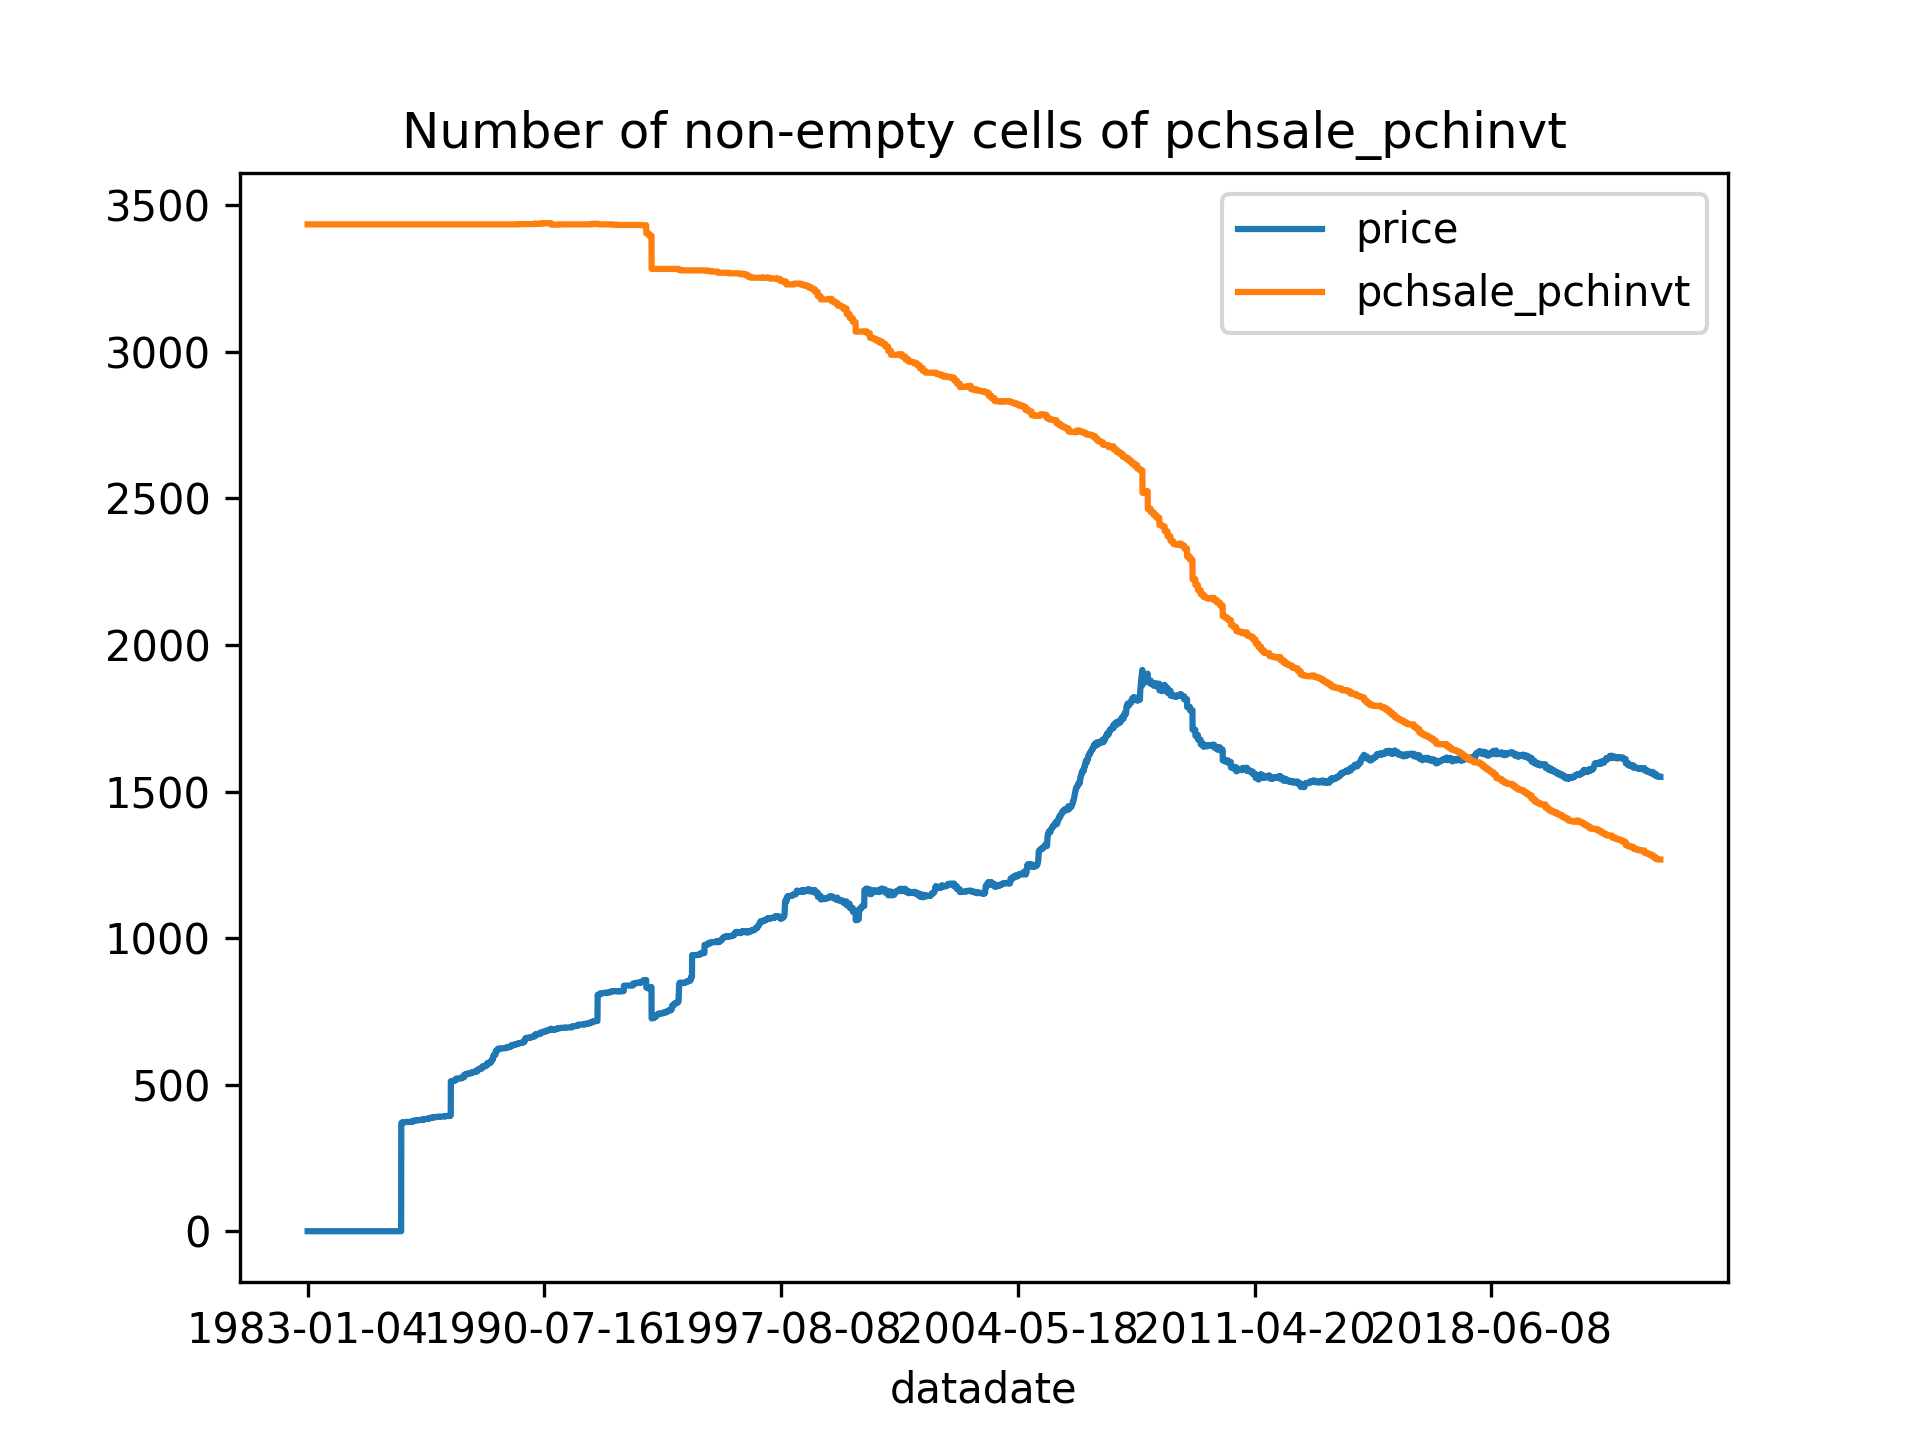 Number of non-empty cells of pchsale_pchinvt
price
pchsale_pchinvt
3500
3000
2500
2000
1500
1000
500
0
1983-01-04 1990-07-16 1997-08-08 2004-05-18 2011-04-20 2018-06-08
datadate